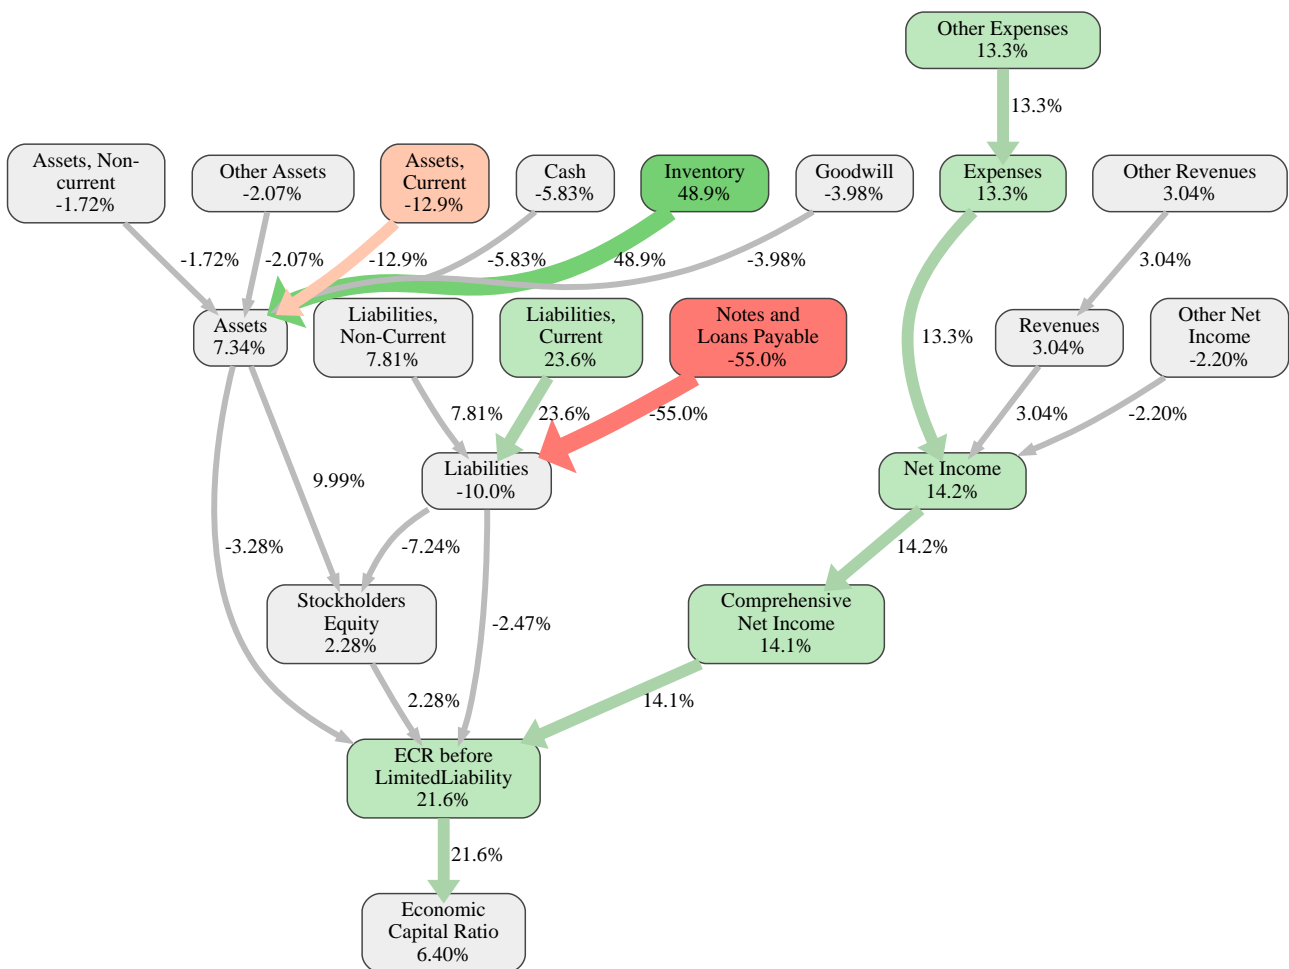 Other Expenses
13.3%
13.3%
Assets, Non-
current
-1.72%
Other Assets
-2.07%
Assets,
Current
-12.9%
Cash
-5.83%
Inventory
48.9%
Goodwill
-3.98%
Expenses
13.3%
Other Revenues
3.04%
-1.72%
-2.07%
-12.9%
-5.83%
48.9%
-3.98%
3.04%
Assets
7.34%
Liabilities,
Non-Current
7.81%
Liabilities,
Current
23.6%
Notes and
Loans Payable
-55.0%
13.3%
Revenues
3.04%
Other Net
Income
-2.20%
7.81%
23.6%
-55.0%
3.04%
-2.20%
9.99%
Liabilities
-10.0%
Net Income
14.2%
-3.28%
-7.24%
14.2%
Stockholders
Equity
2.28%
-2.47%
Comprehensive
Net Income
14.1%
2.28%
14.1%
ECR before
LimitedLiability
21.6%
21.6%
Economic
Capital Ratio
6.40%